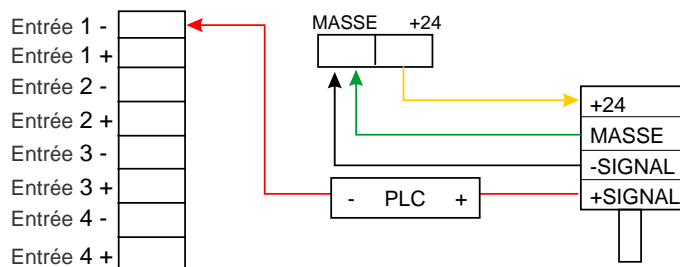 Entrée 1 -
Entrée 1 +
Entrée 2 -
Entrée 2 +
Entrée 3 -
Entrée 3 +
Entrée 4 -
Entrée 4 +
MASSE +24
- PLC +
+24
MASSE
-SIGNAL
+SIGNAL